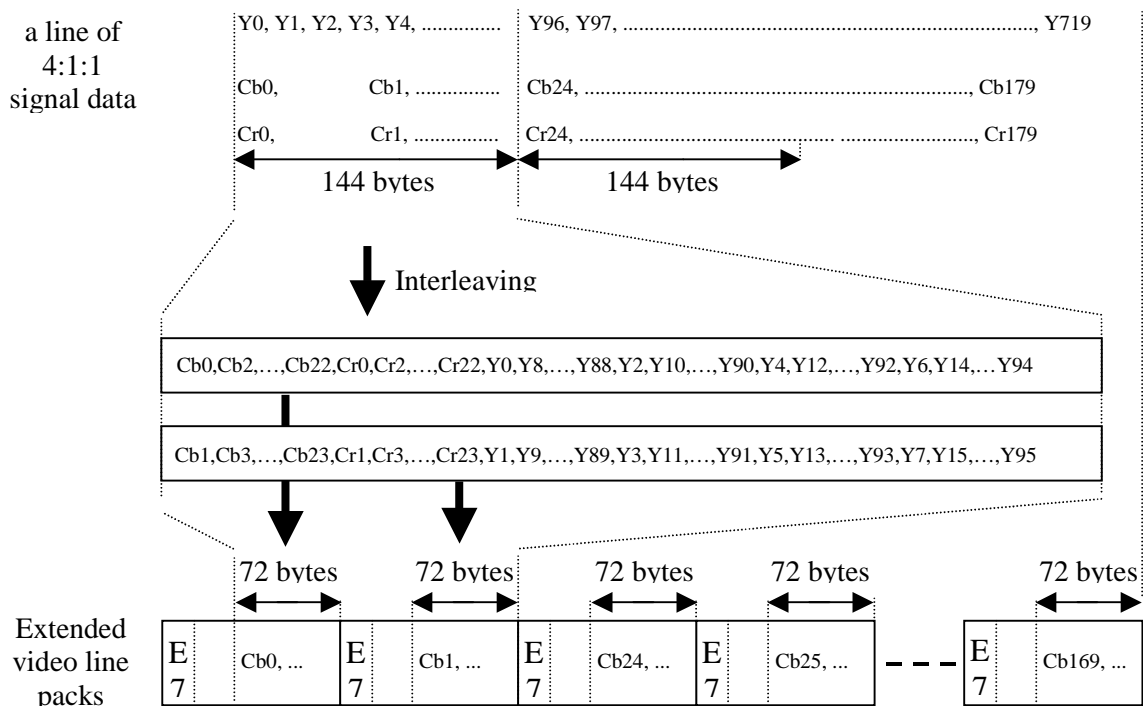 a line of
4:1:1
signal data
Y0, Y1, Y2, Y3, Y4, ...............
Y96, Y97, ..........................................................................., Y719
Cb0,
Cb1, ................
Cb24, ......................................................................, Cb179
Cr0,
Cr1, ...............
Cr24, ................................................... ........................, Cr179
144 bytes
144 bytes
Interleaving
Cb0,Cb2,…,Cb22,Cr0,Cr2,…,Cr22,Y0,Y8,…,Y88,Y2,Y10,…,Y90,Y4,Y12,…,Y92,Y6,Y14,…Y94
Cb1,Cb3,…,Cb23,Cr1,Cr3,…,Cr23,Y1,Y9,…,Y89,Y3,Y11,…,Y91,Y5,Y13,…,Y93,Y7,Y15,…,Y95
72 bytes
72 bytes
72 bytes
72 bytes
72 bytes
Extended
video line
packs
E
7
Cb0, ...
E
7
Cb1, ...
E
7
Cb24, ...
E
7
Cb25, ...
E
7
Cb169, ...